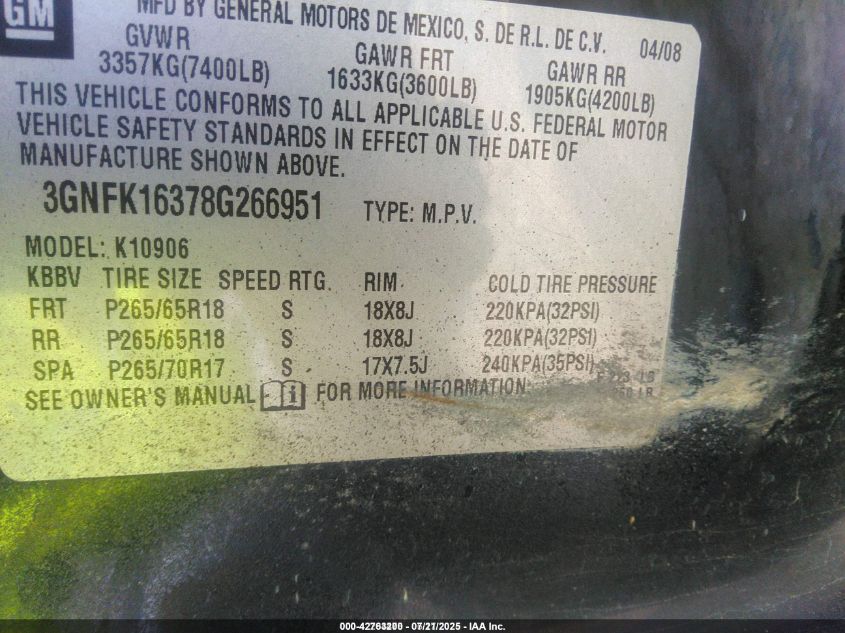 GM
MFD BY GENERAL MOTORS DE MEXICO, S. DE R.L. DE C.V. 04/08
GVWR GAWR FRT GAWR RR
3357KG(7400LB) 1633KG(3600LB) 1905KG(4200LB)
THIS VEHICLE CONFORMS TO ALL APPLICABLE U.S. FEDERAL MOTOR
VEHICLE SAFETY STANDARDS IN EFFECT ON THE DATE OF
MANUFACTURE SHOWN ABOVE.
3GNFK16378G266951 TYPE: M.P.V.
MODEL: K10906
KBBV TIRE SIZE SPEED RTG. RIM COLD TIRE PRESSURE
FRT P265/65R18 S 18X8J 220KPA(32PSI)
RR P265/65R18 S 18X8J 220KPA(32PSI)
SPA P265/70R17 S 17X7.5J 240KPA(35PSI)
SEE OWNER'S MANUAL FOR MORE INFORMATION
07/21/2025 - IAA Inc.